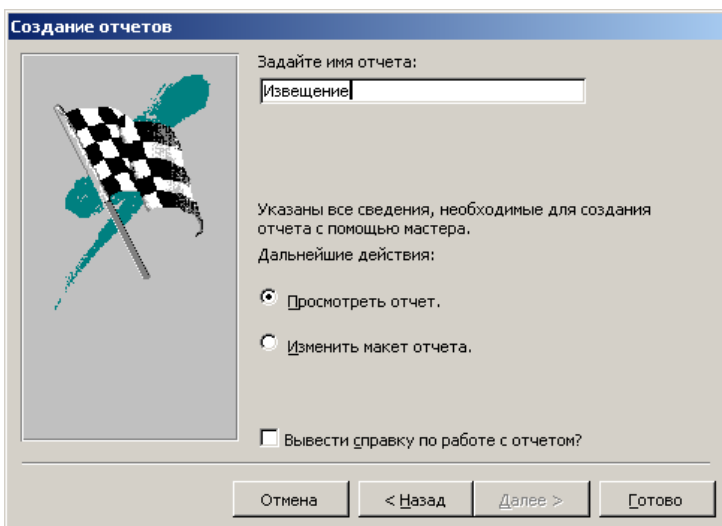 Создание отчетов
Задайте имя отчета:
Извещение
Указаны все сведения, необходимые для создания
отчета с помощью мастера.
Дальнейшие действия:
Просмотреть отчет.
Изменить макет отчета.
Вывести справку по работе с отчетом?
Отмена
< Назад
Далее >
Готово